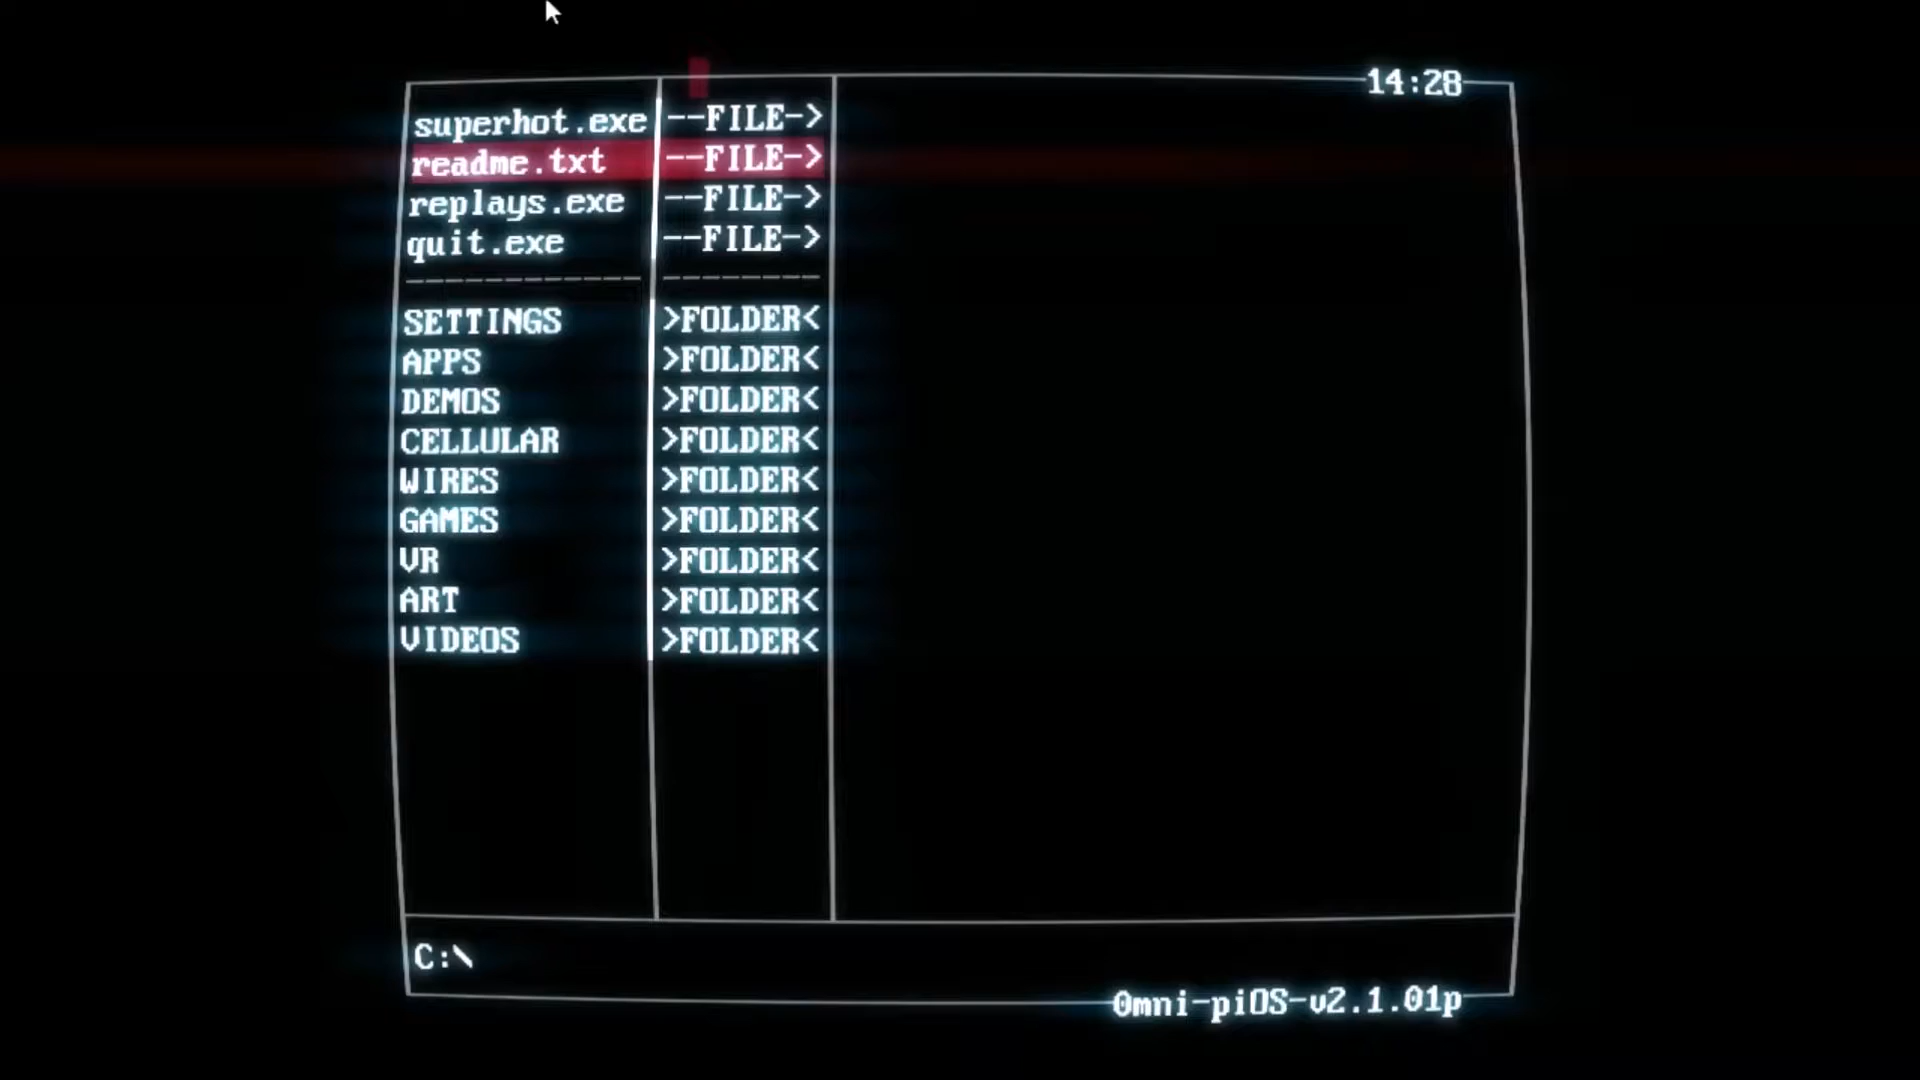 14:28
superhot.exe --FILE->
readme.txt --FILE->
replays.exe --FILE->
quit.exe --FILE->
------------ --------
SETTINGS >FOLDER<
APPS >FOLDER<
DEMOS >FOLDER<
CELLULAR >FOLDER<
WIRES >FOLDER<
GAMES >FOLDER<
VR >FOLDER<
ART >FOLDER<
VIDEOS >FOLDER<
C:\
0mni-piOS-v2.1.01p